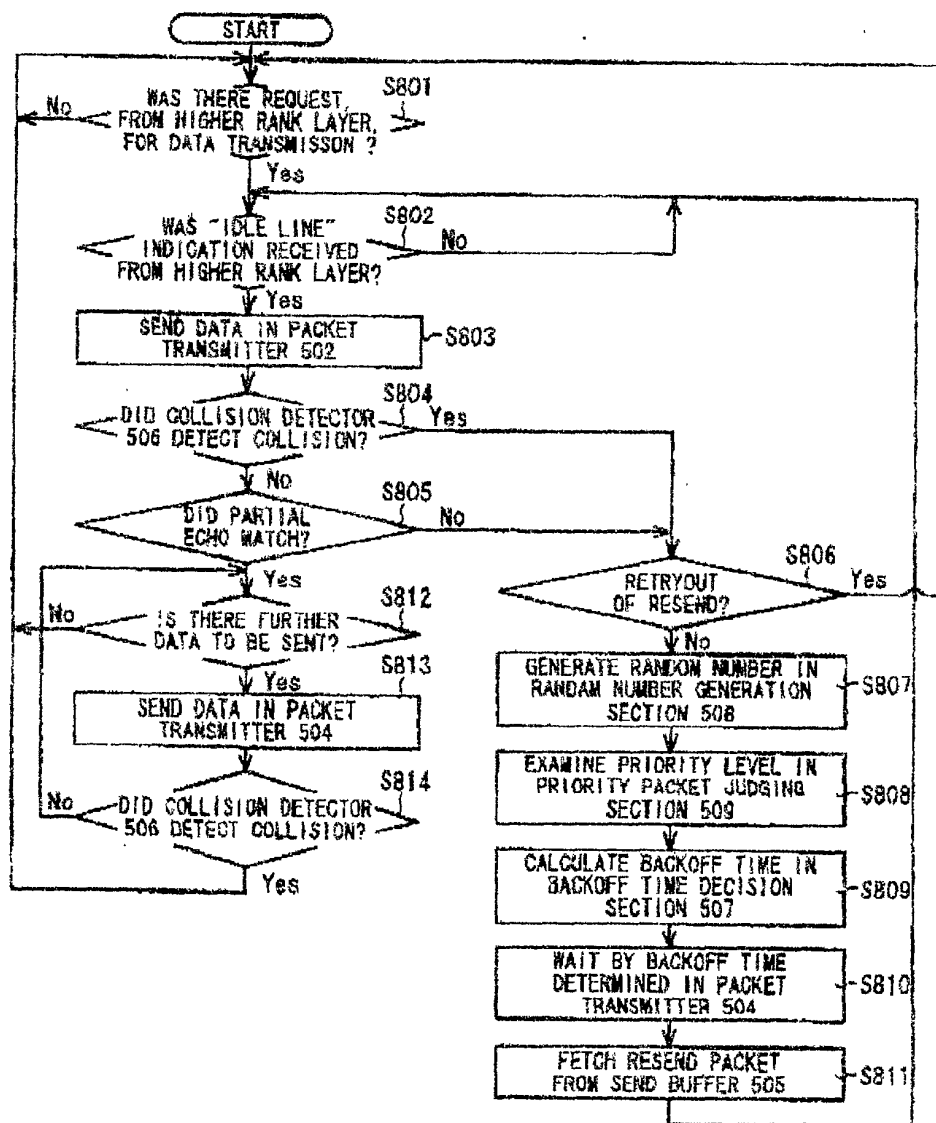 START
WAS THERE REQUEST,
FROM HIGHER RANK LAYER,
FOR DATA TRANSMISSON ?
S801
No
Yes
WAS "IDLE LINE"
INDICATION RECEIVED
FROM HIGHER RANK LAYER?
S802
No
Yes
SEND DATA IN PACKET
TRANSMITTER 502
S803
DID COLLISION DETECTOR
506 DETECT COLLISION?
S804
Yes
No
DID PARTIAL
ECHO MATCH?
S805
No
Yes
IS THERE FURTHER
DATA TO BE SENT?
S812
No
Yes
SEND DATA IN PACKET
TRANSMITTER 504
S813
DID COLLISION DETECTOR
506 DETECT COLLISION?
S814
No
Yes
RETRYOUT
OF RESEND?
S806
Yes
No
GENERATE RANDOM NUMBER IN
RANDAM NUMBER GENERATION
SECTION 508
S807
EXAMINE PRIORITY LEVEL IN
PRIORITY PACKET JUDGING
SECTION 509
S808
CALCULATE BACKOFF TIME IN
BACKOFF TIME DECISION
SECTION 507
S809
WAIT BY BACKOFF TIME
DETERMINED IN PACKET
TRANSMITTER 504
S810
FETCH RESEND PACKET
FROM SEND BUFFER 505
S811